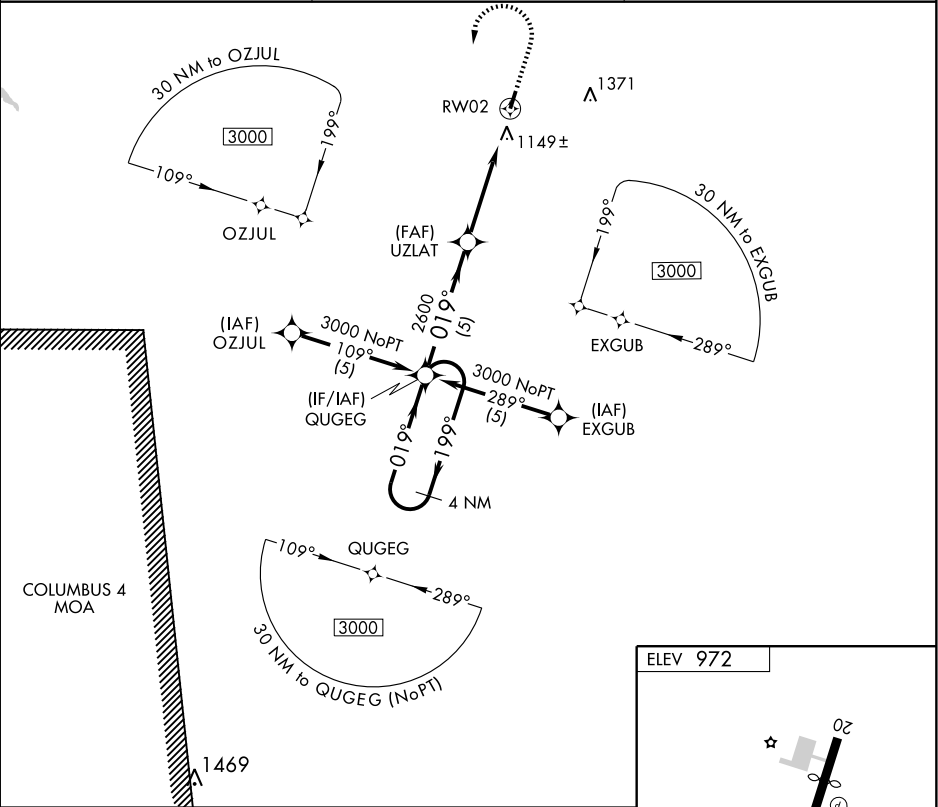 30 NM to OZJUL
3000
199°
109°
OZJUL
RW02
1371
1149±
(FAF)
UZLAT
199°
30 NM to EXGUB
3000
EXGUB
289°
2600
019°
(5)
(IAF)
OZJUL
3000 NoPT
109°
(5)
(IF/IAF)
QUGEG
3000 NoPT
289°
(5)
(IAF)
EXGUB
019°
199°
4 NM
109°
QUGEG
289°
3000
30 NM to QUGEG (NoPT)
COLUMBUS 4
MOA
1469
ELEV 972
20
P